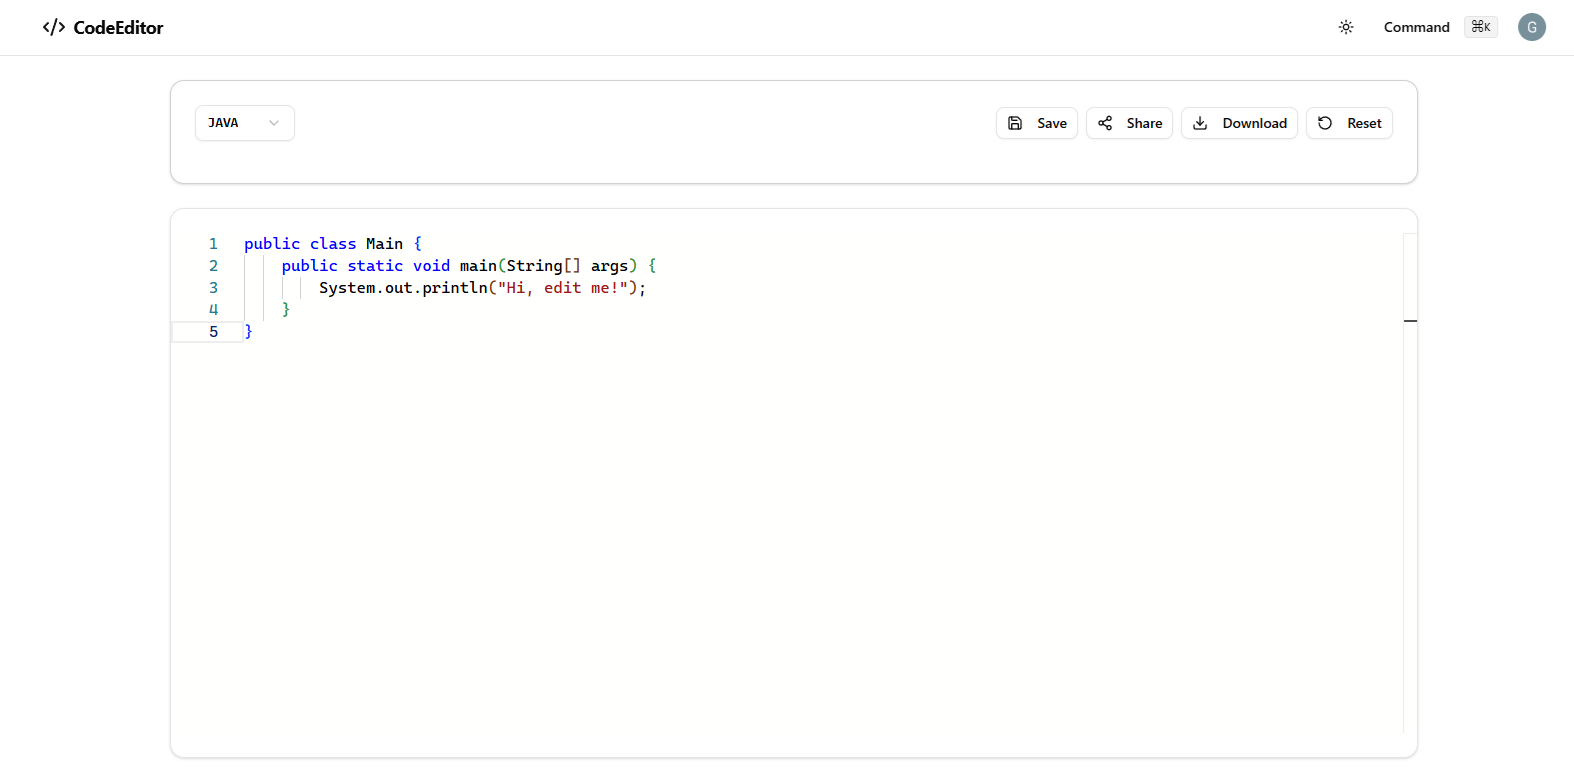 </> CodeEditor
Command ⌘K G
JAVA
Save Share Download Reset
1 public class Main {
2     public static void main(String[] args) {
3         System.out.println("Hi, edit me!");
4     }
5 }